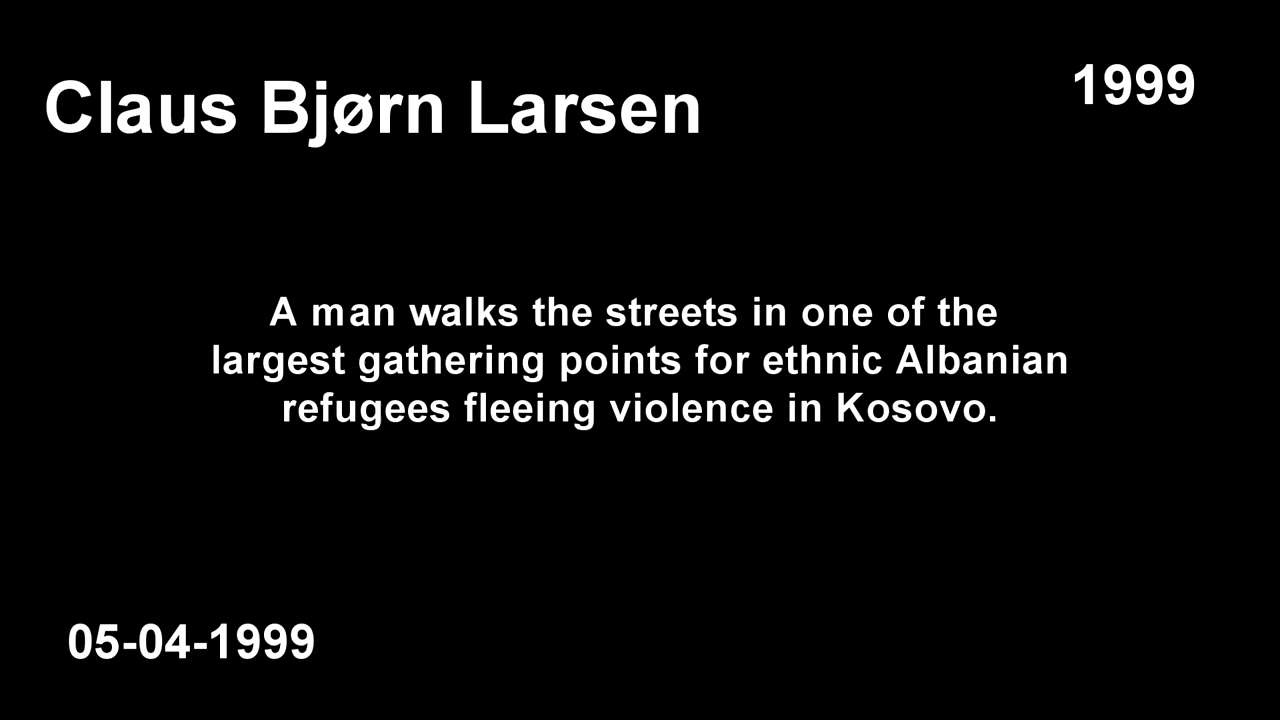 Claus Bjørn Larsen
1999
A man walks the streets in one of the
largest gathering points for ethnic Albanian
refugees fleeing violence in Kosovo.
05-04-1999